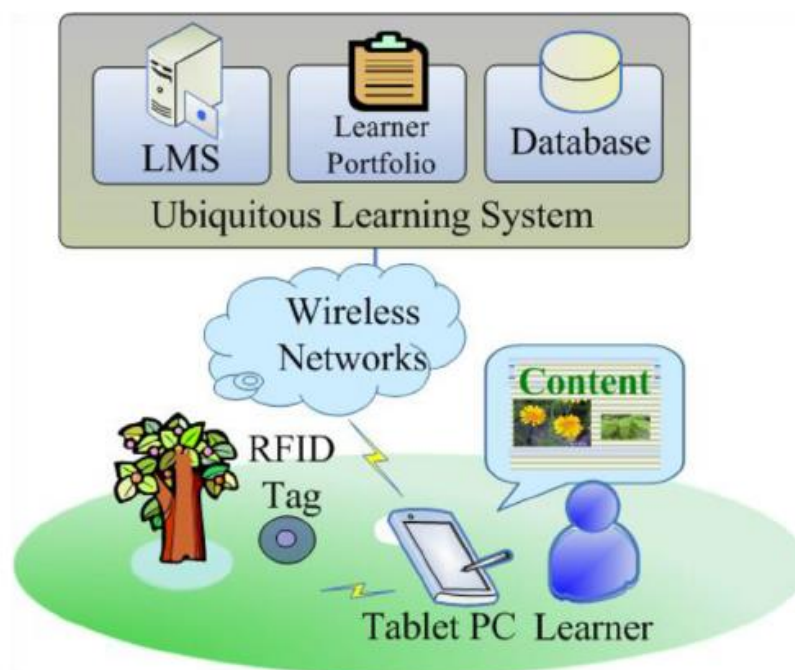 LMS
Learner
Portfolio
Database
Ubiquitous Learning System
Wireless
Networks
Content
RFID
Tag
Tablet PC
Learner